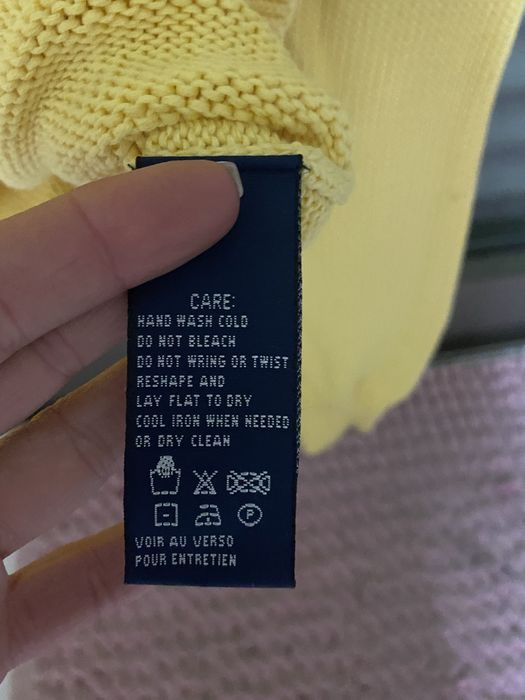 CARE:
HAND WASH COLD
DO NOT BLEACH
DO NOT WRING OR TWIST
RESHAPE AND
LAY FLAT TO DRY
COOL IRON WHEN NEEDED
OR DRY CLEAN
P
VOIR AU VERSO
POUR ENTRETIEN